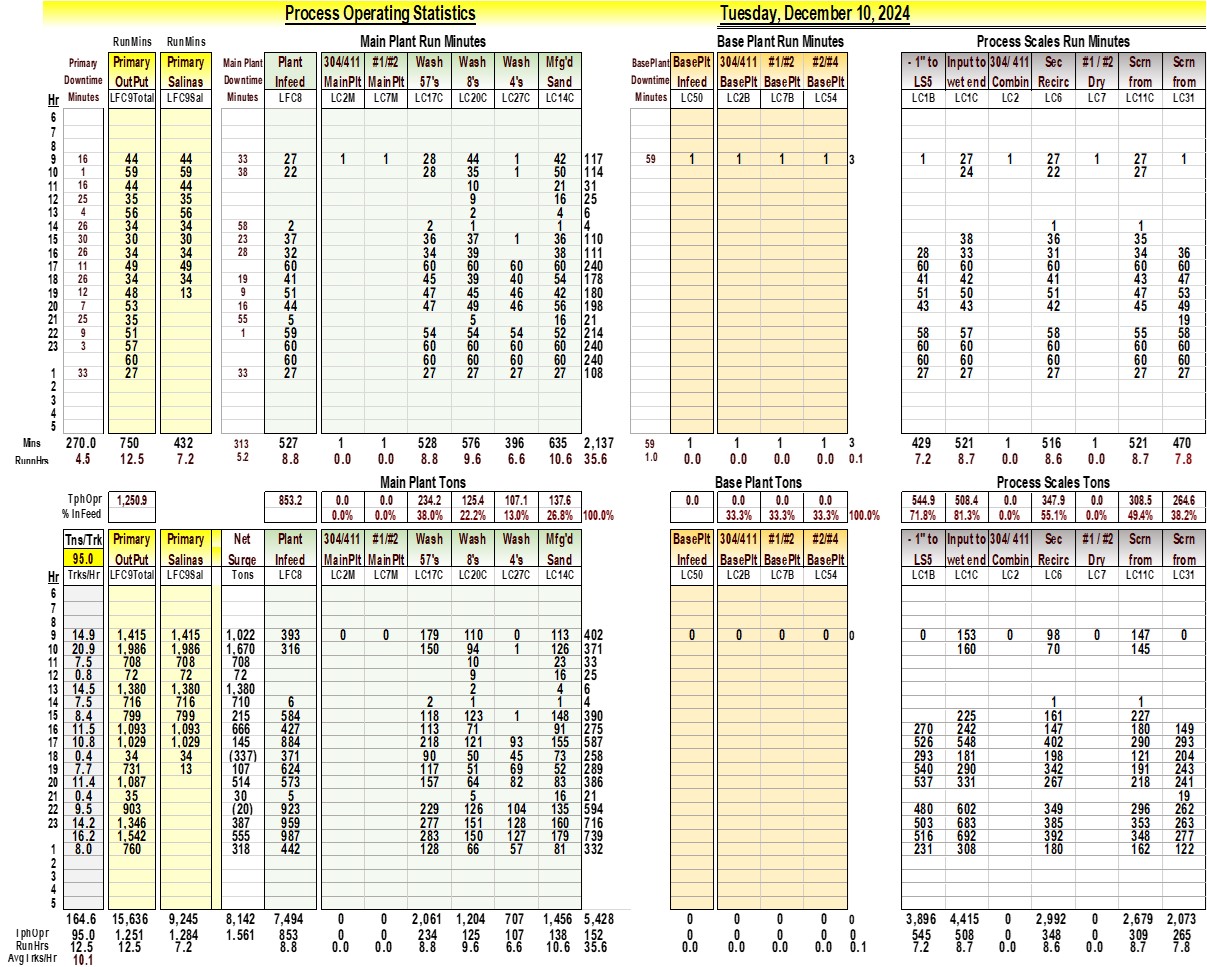 Process Operating Statistics Tuesday, December 10, 2024
RunMins RunMins Main Plant Run Minutes Base Plant Run Minutes Process Scales Run Minutes
Primary Primary Primary Main Plant Plant 304/411 #1/#2 Wash Wash Wash Mfg'd BasePlant BasePlt 304/411 #1/#2 #2/#4 - 1" to Input to 304/ 411 Sec #1 / #2 Scrn Scrn
Downtime OutPut Salinas Downtime Infeed MainPlt MainPlt 57's 8's 4's Sand Downtime Infeed BasePlt BasePlt BasePlt LS5 wet end Combin Recirc Dry from from
Hr Minutes LFC9Total LFC9Sal Minutes LFC8 LC2M LC7M LC17C LC20C LC27C LC14C Minutes LC50 LC2B LC7B LC54 LC1B LC1C LC2 LC6 LC7 LC11C LC31
6
7
8
9 16 44 44 33 27 1 1 28 44 1 42 117 59 1 1 1 1 3 1 27 1 27 1 27 1
10 1 59 59 38 22 28 35 1 50 114 24 22 27
11 16 44 44 10 21 31
12 25 35 35 9 16 25
13 4 56 56 2 4 6
14 26 34 34 58 2 2 1 1 4 1 1
15 30 30 30 23 37 36 37 1 36 110 38 36 35
16 26 34 34 28 32 34 39 38 111 28 33 31 34 36
17 11 49 49 60 60 60 60 60 240 60 60 60 60 60
18 26 34 34 19 41 45 39 40 54 178 41 42 41 43 47
19 12 48 13 9 51 47 45 46 42 180 51 50 51 47 53
20 7 53 16 44 47 49 46 56 198 43 43 42 45 49
21 25 35 55 5 5 16 21 19
22 9 51 1 59 54 54 54 52 214 58 57 58 55 58
23 3 57 60 60 60 60 60 240 60 60 60 60 60
60 60 60 60 60 60 240 60 60 60 60 60
1 33 27 33 27 27 27 27 27 108 27 27 27 27 27
2
3
4
5
Mins 270.0 750 432 313 527 1 1 528 576 396 635 2,137 59 1 1 1 1 3 429 521 1 516 1 521 470
RunnHrs 4.5 12.5 7.2 5.2 8.8 0.0 0.0 8.8 9.6 6.6 10.6 35.6 1.0 0.0 0.0 0.0 0.0 0.1 7.2 8.7 0.0 8.6 0.0 8.7 7.8
Main Plant Tons Base Plant Tons Process Scales Tons
TphOpr 1,250.9 853.2 0.0 0.0 234.2 125.4 107.1 137.6 0.0 0.0 0.0 0.0 544.9 508.4 0.0 347.9 0.0 308.5 264.6
% InFeed 0.0% 0.0% 38.0% 22.2% 13.0% 26.8% 100.0% 33.3% 33.3% 33.3% 100.0% 71.8% 81.3% 0.0% 55.1% 0.0% 49.4% 38.2%
Tns/Trk Primary Primary Net Plant 304/411 #1/#2 Wash Wash Wash Mfg'd BasePlt 304/411 #1/#2 #2/#4 - 1" to Input to 304/ 411 Sec #1 / #2 Scrn Scrn
95.0 OutPut Salinas Surge Infeed MainPlt MainPlt 57's 8's 4's Sand Infeed BasePlt BasePlt BasePlt LS5 wet end Combin Recirc Dry from from
Hr Trks/Hr LFC9Total LFC9Sal Tons LFC8 LC2M LC7M LC17C LC20C LC27C LC14C LC50 LC2B LC7B LC54 LC1B LC1C LC2 LC6 LC7 LC11C LC31
6
7
8
9 14.9 1,415 1,415 1,022 393 0 0 179 110 0 113 402 0 0 0 0 0 0 153 0 98 0 147 0
10 20.9 1,986 1,986 1,670 316 150 94 1 126 371 160 70 145
11 7.5 708 708 708 10 23 33
12 0.8 72 72 72 9 16 25
13 14.5 1,380 1,380 1,380 2 4 6
14 7.5 716 716 710 6 2 1 1 4 1 1
15 8.4 799 799 215 584 118 123 1 148 390 225 161 227
16 11.5 1,093 1,093 666 427 113 71 91 275 270 242 147 180 149
17 10.8 1,029 1,029 145 884 218 121 93 155 587 526 548 402 290 293
18 0.4 34 34 (337) 371 90 50 45 73 258 293 181 198 121 204
19 7.7 731 13 107 624 117 51 69 52 289 540 290 342 191 243
20 11.4 1,087 514 573 157 64 82 83 386 537 331 267 218 241
21 0.4 35 30 5 5 16 21 19
22 9.5 903 (20) 923 229 126 104 135 594 480 602 349 296 262
23 14.2 1,346 387 959 277 151 128 160 716 503 683 385 353 263
16.2 1,542 555 987 283 150 127 179 739 516 692 392 348 277
1 8.0 760 318 442 128 66 57 81 332 231 308 180 162 122
2
3
4
5
164.6 15,636 9,245 8,142 7,494 0 0 2,061 1,204 707 1,456 5,428 0 0 0 0 0 3,896 4,415 0 2,992 0 2,679 2,073
TphOpr 95.0 1,251 1,284 1.561 853 0 0 234 125 107 138 152 0 0 0 0 0 545 508 0 348 0 309 265
RunHrs 12.5 12.5 7.2 8.8 0.0 0.0 8.8 9.6 6.6 10.6 35.6 0.0 0.0 0.0 0.0 0.1 7.2 8.7 0.0 8.6 0.0 8.7 7.8
AvgTrks/Hr 10.1